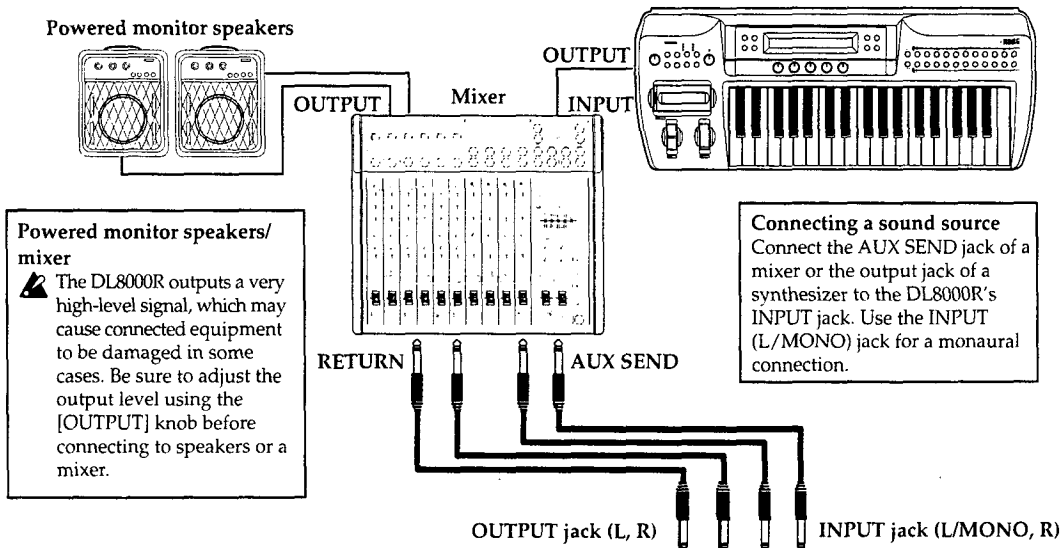 Powered monitor speakers
OUTPUT
Mixer
OUTPUT
INPUT
KORG
Powered monitor speakers/
mixer
The DL8000R outputs a very
high-level signal, which may
cause connected equipment
to be damaged in some
cases. Be sure to adjust the
output level using the
[OUTPUT] knob before
connecting to speakers or a
mixer.
Connecting a sound source
Connect the AUX SEND jack of a
mixer or the output jack of a
synthesizer to the DL8000R's
INPUT jack. Use the INPUT
(L/MONO) jack for a monaural
connection.
RETURN
AUX SEND
OUTPUT jack (L, R)
INPUT jack (L/MONO, R)